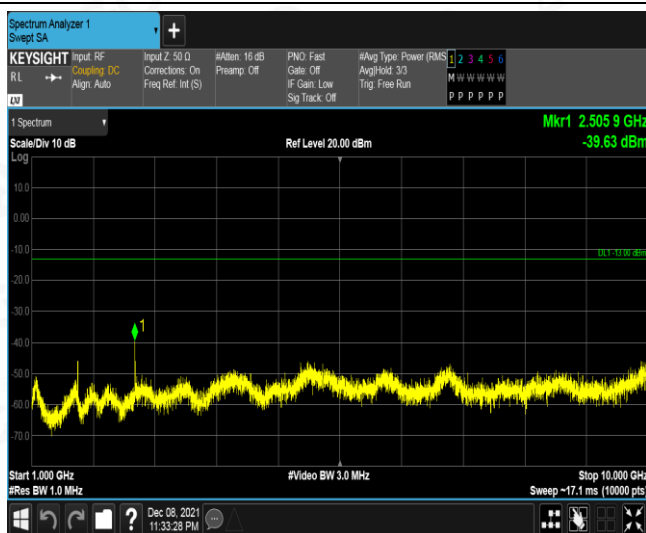 Spectrum Analyzer 1
Swept SA
KEYSIGHT Input: RF Input Z: 50 Ω #Atten: 16 dB PNO: Fast #Avg Type: Power (RMS 1 2 3 4 5 6
RL Coupling: DC Corrections: On Preamp: Off Gate: Off Avg|Hold: 3/3 M W W W W W
Align: Auto Freq Ref: Int (S) IF Gain: Low Trig: Free Run
LXI Sig Track: Off P P P P P P
1 Spectrum Mkr1 2.505 9 GHz
Scale/Div 10 dB Ref Level 20.00 dBm -39.63 dBm
Log
10.0
0.00
-10.0
DL1 -13.00 dBm
-20.0
-30.0
1
-40.0
-50.0
-60.0
-70.0
Start 1.000 GHz #Video BW 3.0 MHz Stop 10.000 GHz
#Res BW 1.0 MHz Sweep ~17.1 ms (10000 pts)
? Dec 08, 2021
11:33:28 PM